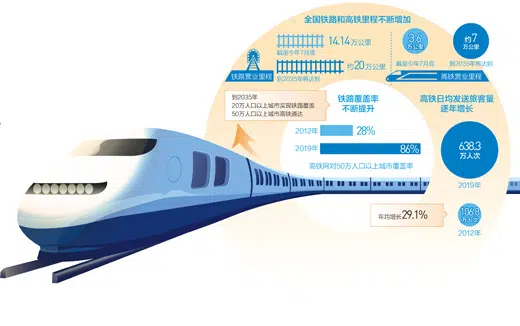 全国铁路和高铁里程不断增加
14.14万公里
截至今年7月底
约20万公里
到2035年将达到
铁路营业里程
3.6
万公里
截至今年7月底
约7
万公里
到2035年将达到
高铁营业里程
到2035年
20万人口以上城市实现铁路覆盖
50万人口以上城市高铁通达
铁路覆盖率
不断提升
2012年
28%
2019年
86%
高铁网对50万人口以上城市覆盖率
高铁日均发送旅客量
逐年增长
638.3
万人次
2019年
年均增长29.1%
106.8
万人次
2012年